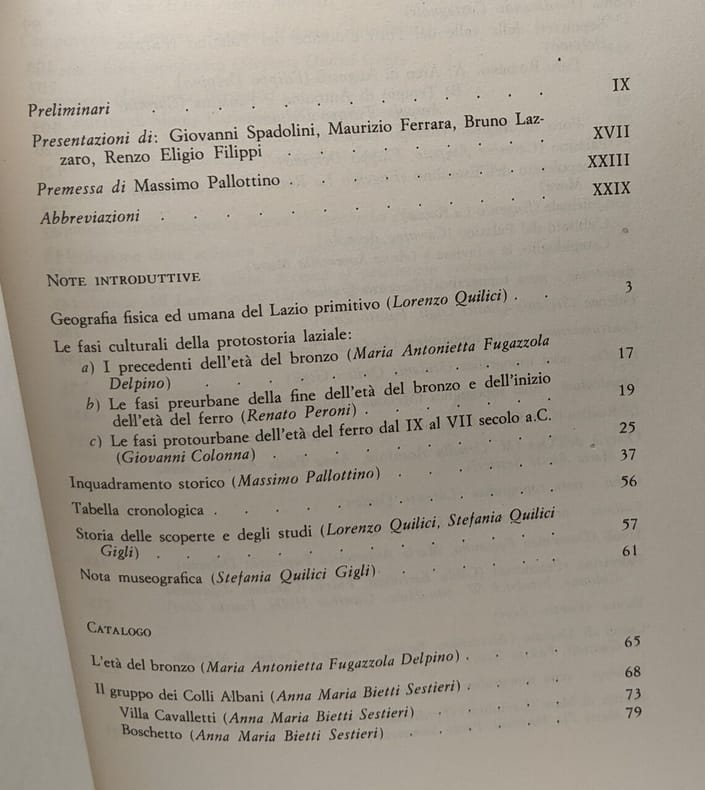 Preliminari . . . . . . . . . . . . IX
Presentazioni di: Giovanni Spadolini, Maurizio Ferrara, Bruno Laz-
zaro, Renzo Eligio Filippi . . . . . . . . XVII
Premessa di Massimo Pallottino . . . . . . . . XXIII
Abbreviazioni . . . . . . . . . . . . XXIX
NOTE INTRODUTTIVE
Geografia fisica ed umana del Lazio primitivo (Lorenzo Quilici) . . 3
Le fasi culturali della protostoria laziale:
a) I precedenti dell'età del bronzo (Maria Antonietta Fugazzola
Delpino) . . . . . . . . . . 17
b) Le fasi preurbane della fine dell'età del bronzo e dell'inizio
dell'età del ferro (Renato Peroni) . . . . . . 19
c) Le fasi protourbane dell'età del ferro dal IX al VII secolo a.C.
(Giovanni Colonna) . . . . . . . . . 25
Inquadramento storico (Massimo Pallottino) . . . . . 37
Tabella cronologica . . . . . . . . . . . 56
Storia delle scoperte e degli studi (Lorenzo Quilici, Stefania Quilici
Gigli) . . . . . . . . . . . . 57
Nota museografica (Stefania Quilici Gigli) . . . . . 61
CATALOGO
L'età del bronzo (Maria Antonietta Fugazzola Delpino) . . . . 65
Il gruppo dei Colli Albani (Anna Maria Bietti Sestieri) . . . . 68
Villa Cavalletti (Anna Maria Bietti Sestieri) . . . . . 73
Boschetto (Anna Maria Bietti Sestieri) . . . . . . 79